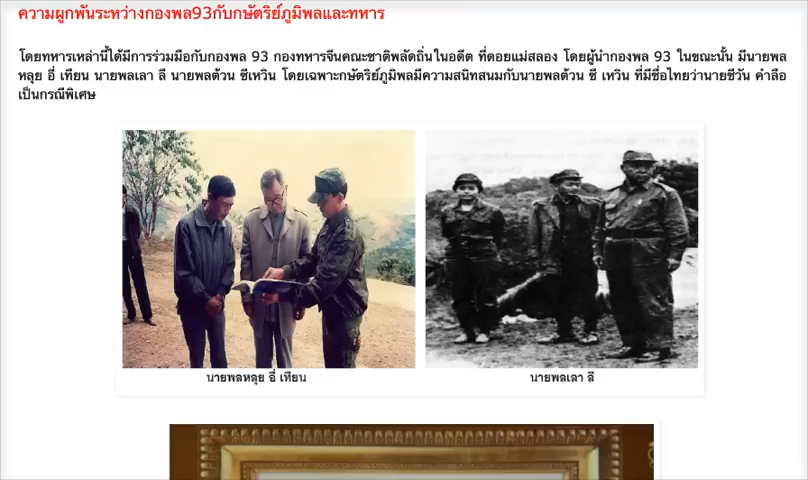 ความผูกพันระหว่างกองพล93กับกษัตริย์ภูมิพลและทหาร
โดยทหารเหล่านี้ได้มีการร่วมมือกับกองพล 93 กองทหารจีนคณะชาติพลัดถิ่นในอดีต ที่ดอยแม่สลอง โดยผู้นำกองพล 93 ในขณะนั้น มีนายพล
หลุย อี่ เทียน นายพลเลา ลี นายพลต้วน ซีเหวิน โดยเฉพาะกษัตริย์ภูมิพลมีความสนิทสนมกับนายพลต้วน ซี เหวิน ที่มีชื่อไทยว่านายชีวัน คำลือ
เป็นกรณีพิเศษ
นายพลหลุย อี่ เทียน
นายพลเลา ลี